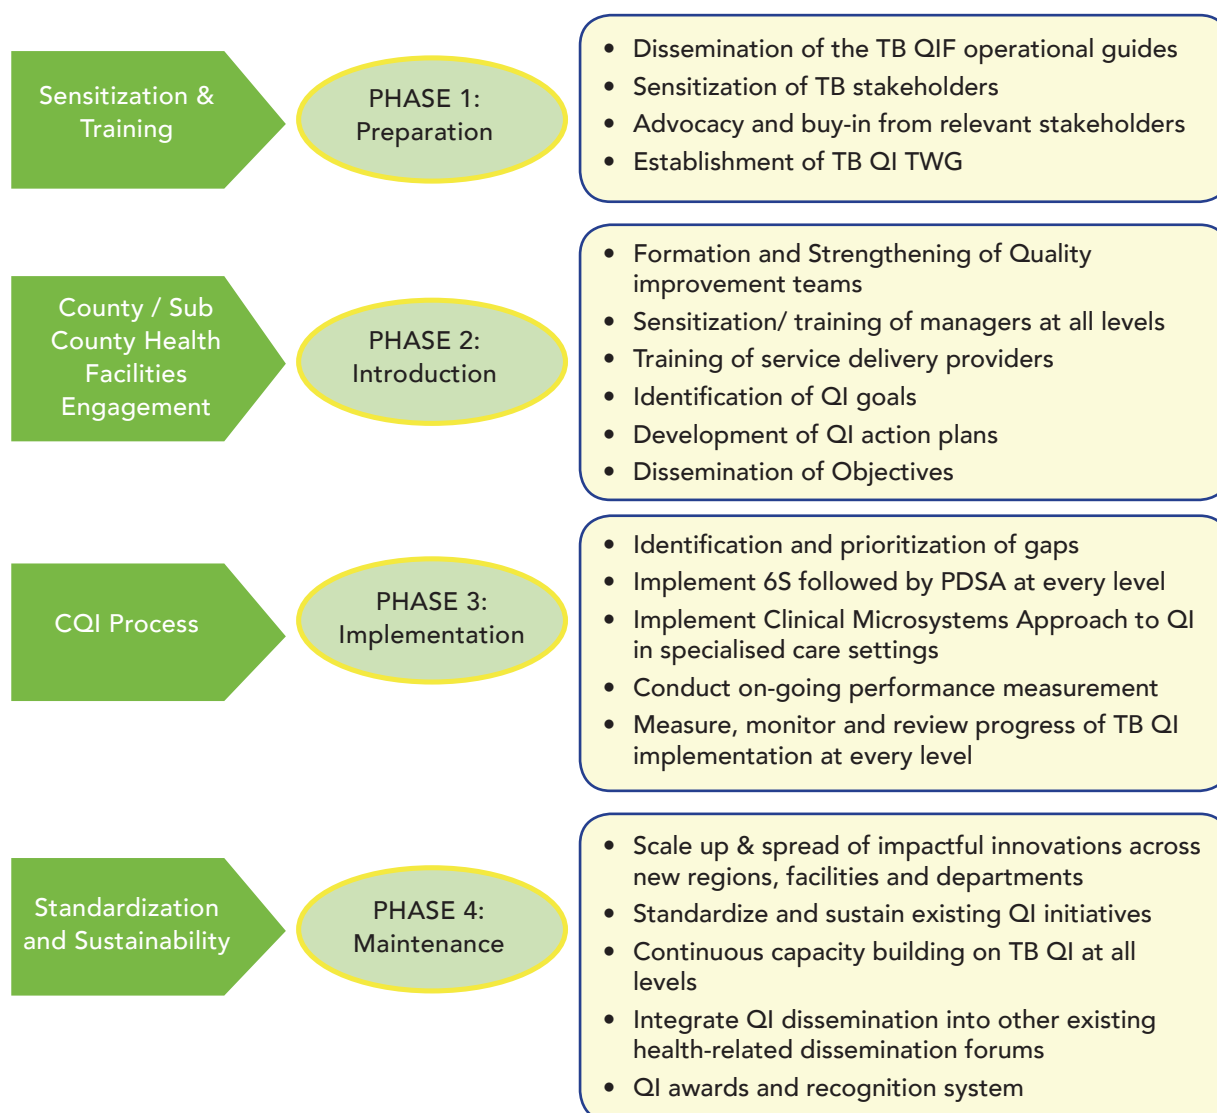 Sensitization &
Training
PHASE 1:
Preparation
• Dissemination of the TB QIF operational guides
• Sensitization of TB stakeholders
• Advocacy and buy-in from relevant stakeholders
• Establishment of TB QI TWG
County / Sub
County Health
Facilities
Engagement
PHASE 2:
Introduction
• Formation and Strengthening of Quality
improvement teams
• Sensitization/ training of managers at all levels
• Training of service delivery providers
• Identification of QI goals
• Development of QI action plans
• Dissemination of Objectives
CQI Process
PHASE 3:
Implementation
• Identification and prioritization of gaps
• Implement 6S followed by PDSA at every level
• Implement Clinical Microsystems Approach to QI
in specialised care settings
• Conduct on-going performance measurement
• Measure, monitor and review progress of TB QI
implementation at every level
Standardization
and Sustainability
PHASE 4:
Maintenance
• Scale up & spread of impactful innovations across
new regions, facilities and departments
• Standardize and sustain existing QI initiatives
• Continuous capacity building on TB QI at all
levels
• Integrate QI dissemination into other existing
health-related dissemination forums
• QI awards and recognition system